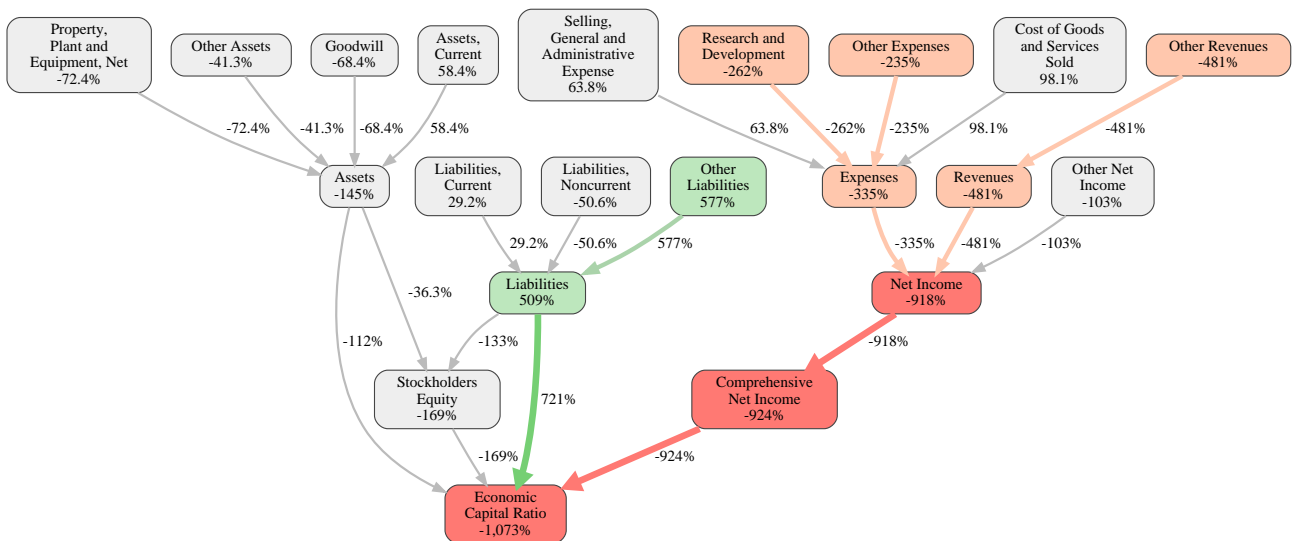 Property,
Plant and
Equipment, Net
-72.4%
Other Assets
-41.3%
Goodwill
-68.4%
Assets,
Current
58.4%
Selling,
General and
Administrative
Expense
63.8%
Research and
Development
-262%
Other Expenses
-235%
Cost of Goods
and Services
Sold
98.1%
Other Revenues
-481%
-72.4%
-41.3%
-68.4%
58.4%
63.8%
-262%
-235%
98.1%
-481%
Assets
-145%
Liabilities,
Current
29.2%
Liabilities,
Noncurrent
-50.6%
Other
Liabilities
577%
Expenses
-335%
Revenues
-481%
Other Net
Income
-103%
29.2%
-50.6%
577%
-335%
-481%
-103%
-36.3%
Liabilities
509%
Net Income
-918%
-112%
-133%
721%
-918%
Stockholders
Equity
-169%
Comprehensive
Net Income
-924%
-169%
-924%
Economic
Capital Ratio
-1,073%